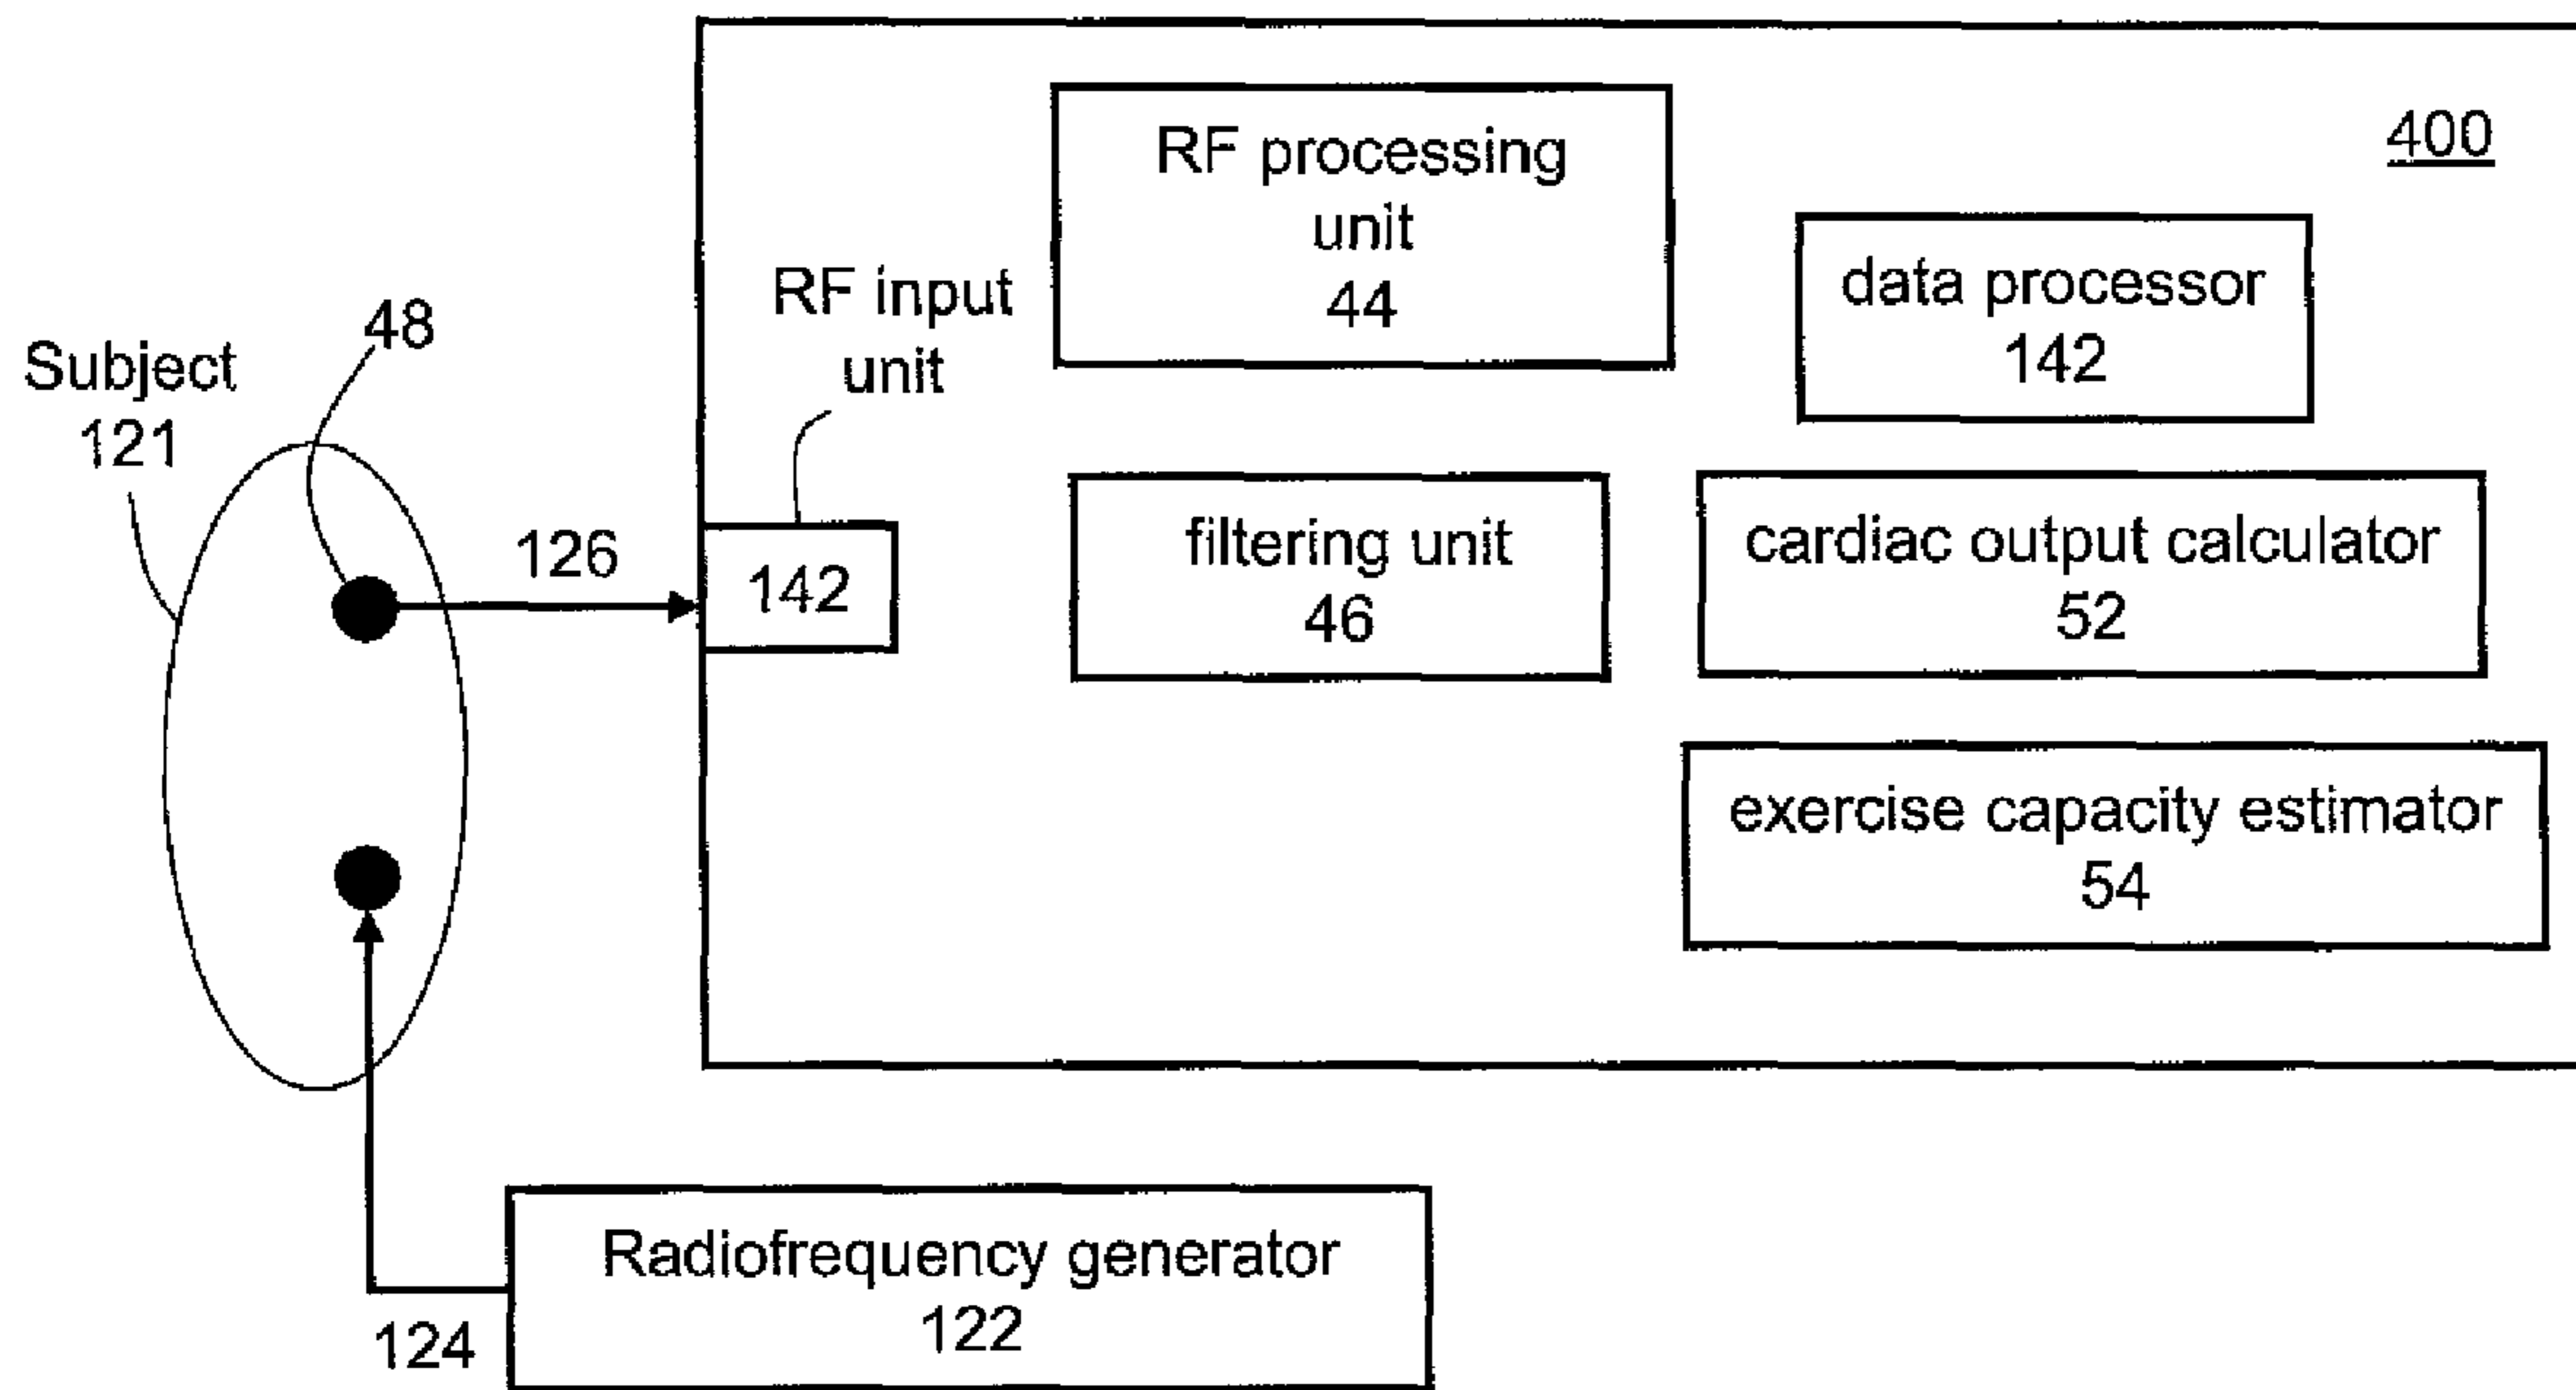 400
RF processing
unit
44
data processor
142
RF input
unit
142
48
Subject
121
126
filtering unit
46
cardiac output calculator
52
exercise capacity estimator
54
Radiofrequency generator
122
124